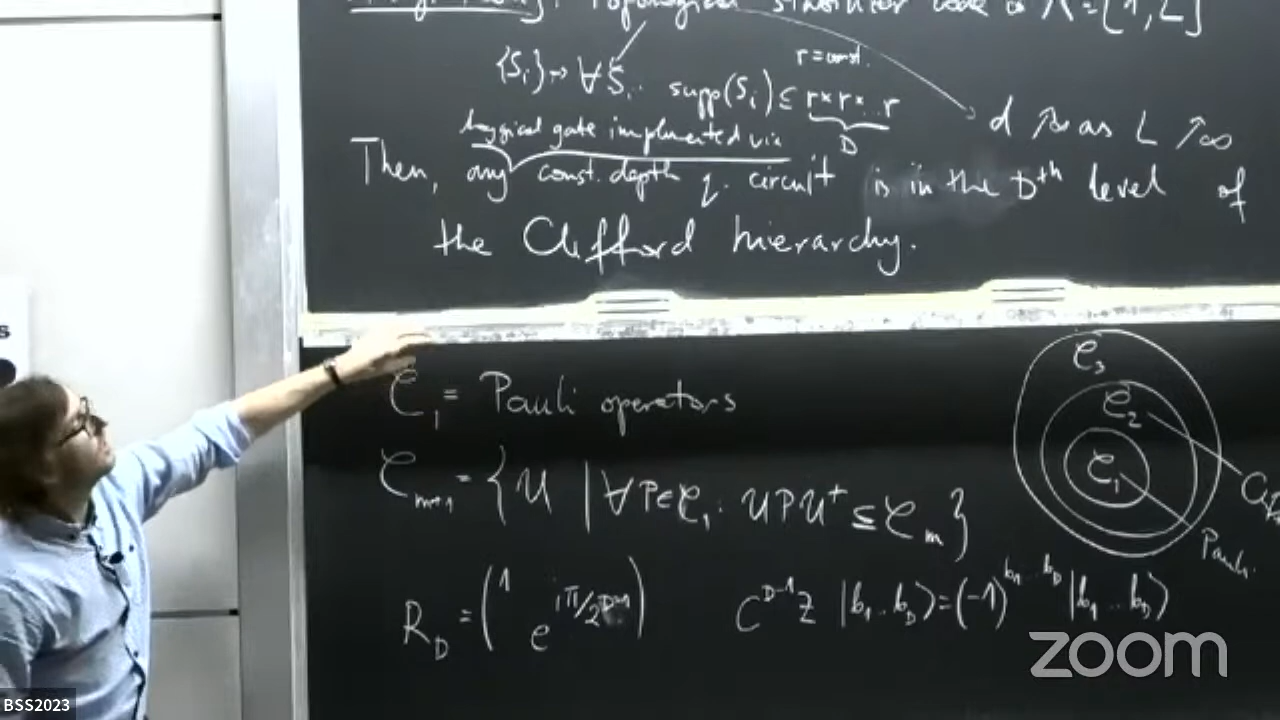 topological stabilizer code Λ=[1,L]
r=const.
{S_i} → ∀ S_i: supp(S_i) ⊆ r×r×...r
D
d ↗∞ as L ↗∞
logical gate implemented via
Then, any const. depth q. circuit is in the Dth level of
the Clifford hierarchy.
C_1 = Pauli operators
C_{m+1} = {U | ∀P∈C_1: UPU† ⊆ C_m}
C_3
C_2
C_1
Pauli
R_D = (1 e^{iπ/2^{D-1}})
C^{D-1}Z |b_1...b_D⟩=(-1)^{b_1...b_D} |b_1...b_D⟩
zoom
BSS2023
s